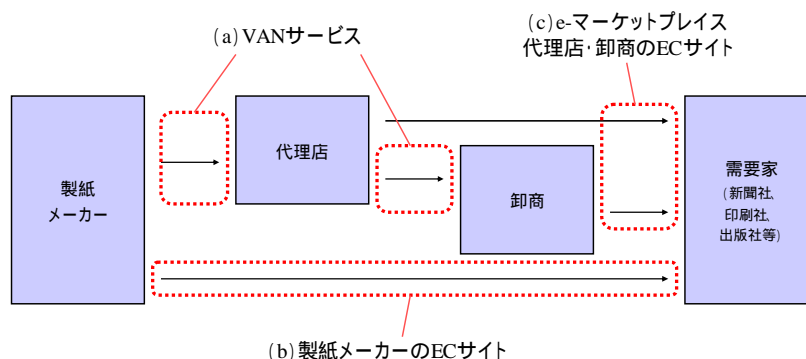 (a)VANサービス
(c)e-マーケットプレイス
代理店・卸商のECサイト
製紙
メーカー
代理店
卸商
需要家
(新聞社、
印刷社、
出版社等)
(b)製紙メーカーのECサイト